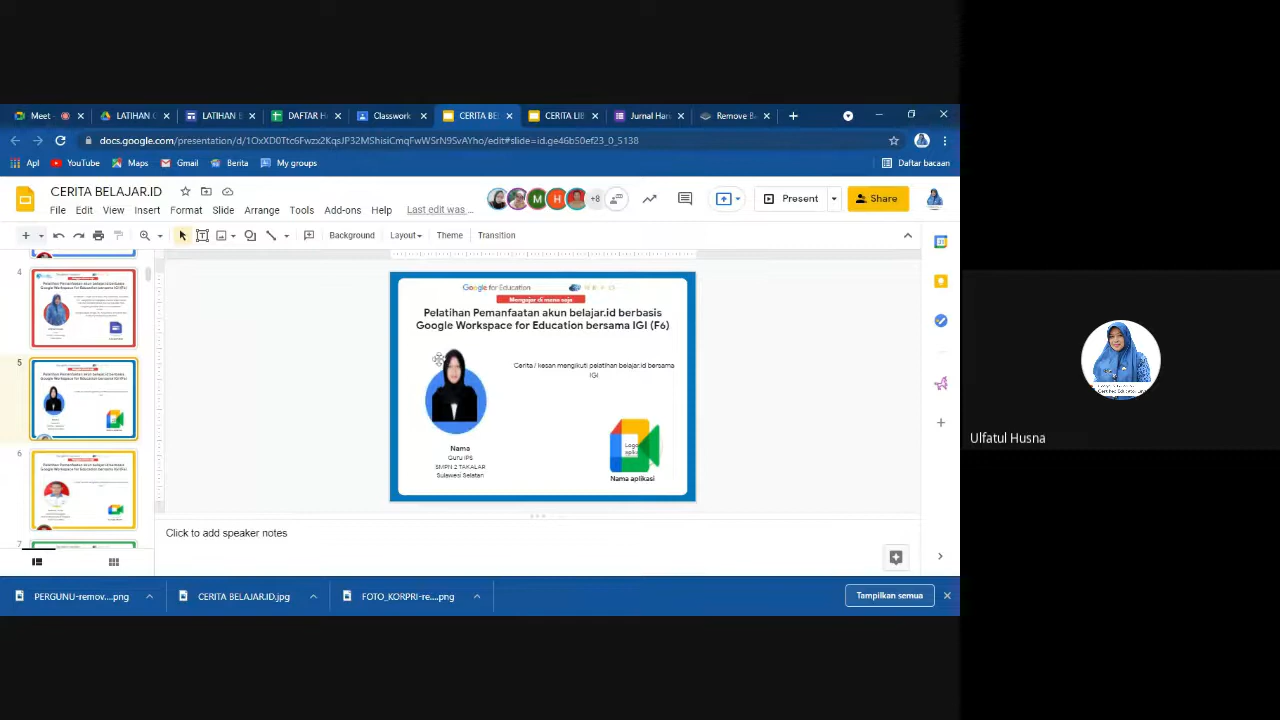 Meet
LATIHAN
LATIHAN
DAFTAR H
Classwork
CERITA BE
CERITA LIB
Jurnal Har
Remove B
docs.google.com/presentation/d/1OxXD0Ttc6Fwzx2KqsJP32MShisiCmqFwWSrN9SvAYho/edit#slide=id.ge46b50ef23_0_5138
Apl
YouTube
Maps
Gmail
Berita
My groups
Daftar bacaan
CERITA BELAJAR.ID
File Edit View Insert Format Slide Arrange Tools Add-ons Help Last edit was ...
+8
Present
Share
Background
Layout
Theme
Transition
4
5
6
7
Google for Education
Mengajar di mana saja
Pelatihan Pemanfaatan akun belajar.id berbasis
Google Workspace for Education bersama IGI (F6)
Cerita / kesan mengikuti pelatihan belajar.id bersama
IGI
Nama
Guru IPS
SMPN 2 TAKALAR
Sulawesi Selatan
Nama aplikasi
Click to add speaker notes
PERGUNU-remov....png
CERITA BELAJAR.ID.jpg
FOTO_KORPRI-re....png
Tampilkan semua
Ulfatul Husna